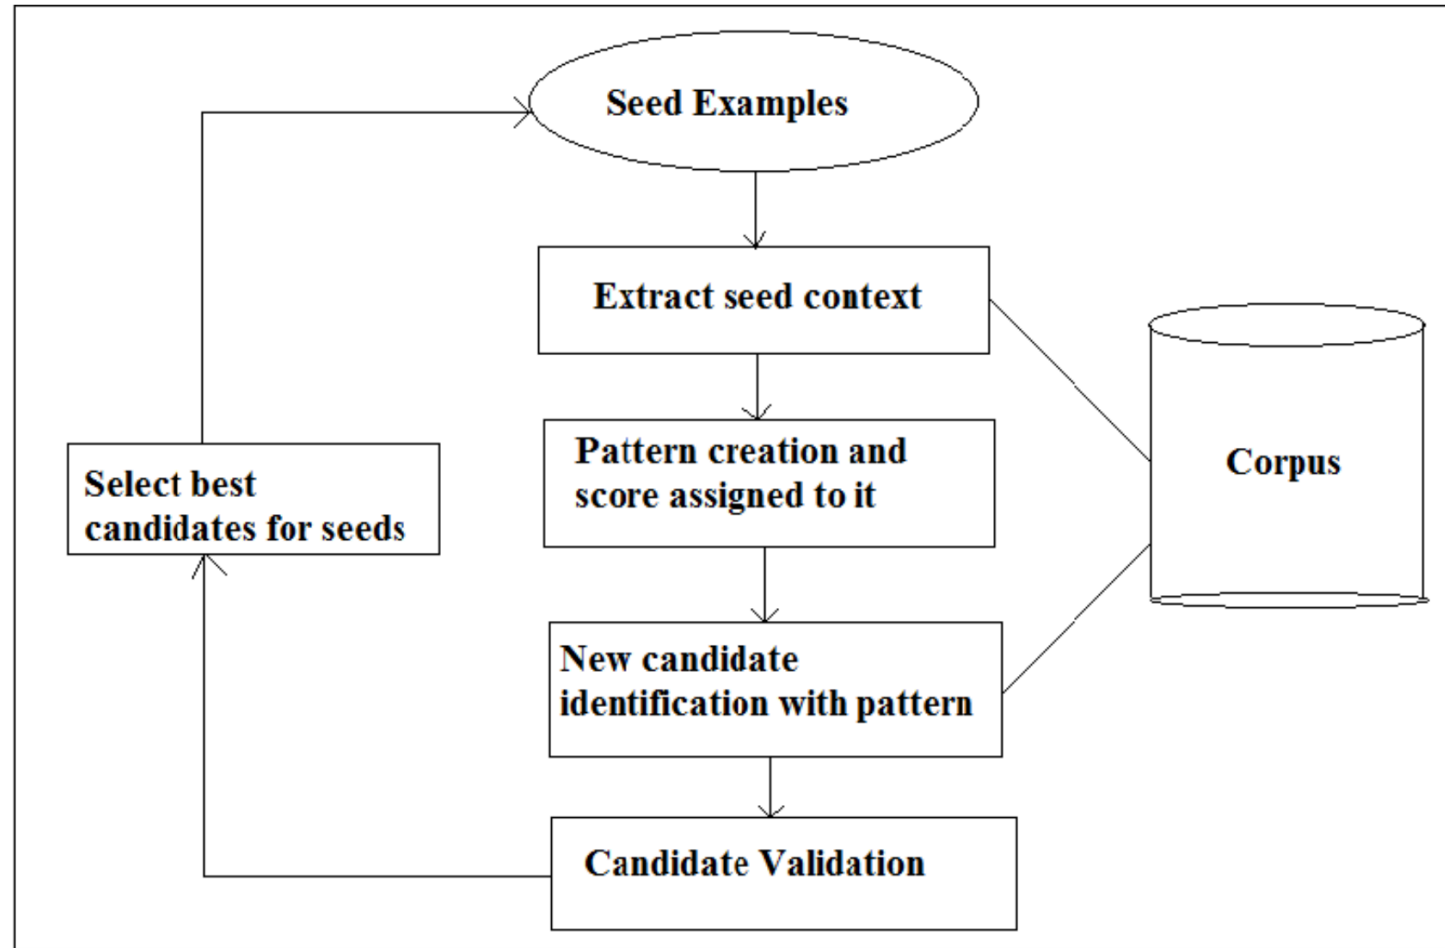 Seed Examples
Extract seed context
Pattern creation and
score assigned to it
Corpus
Select best
candidates for seeds
New candidate
identification with pattern
Candidate Validation